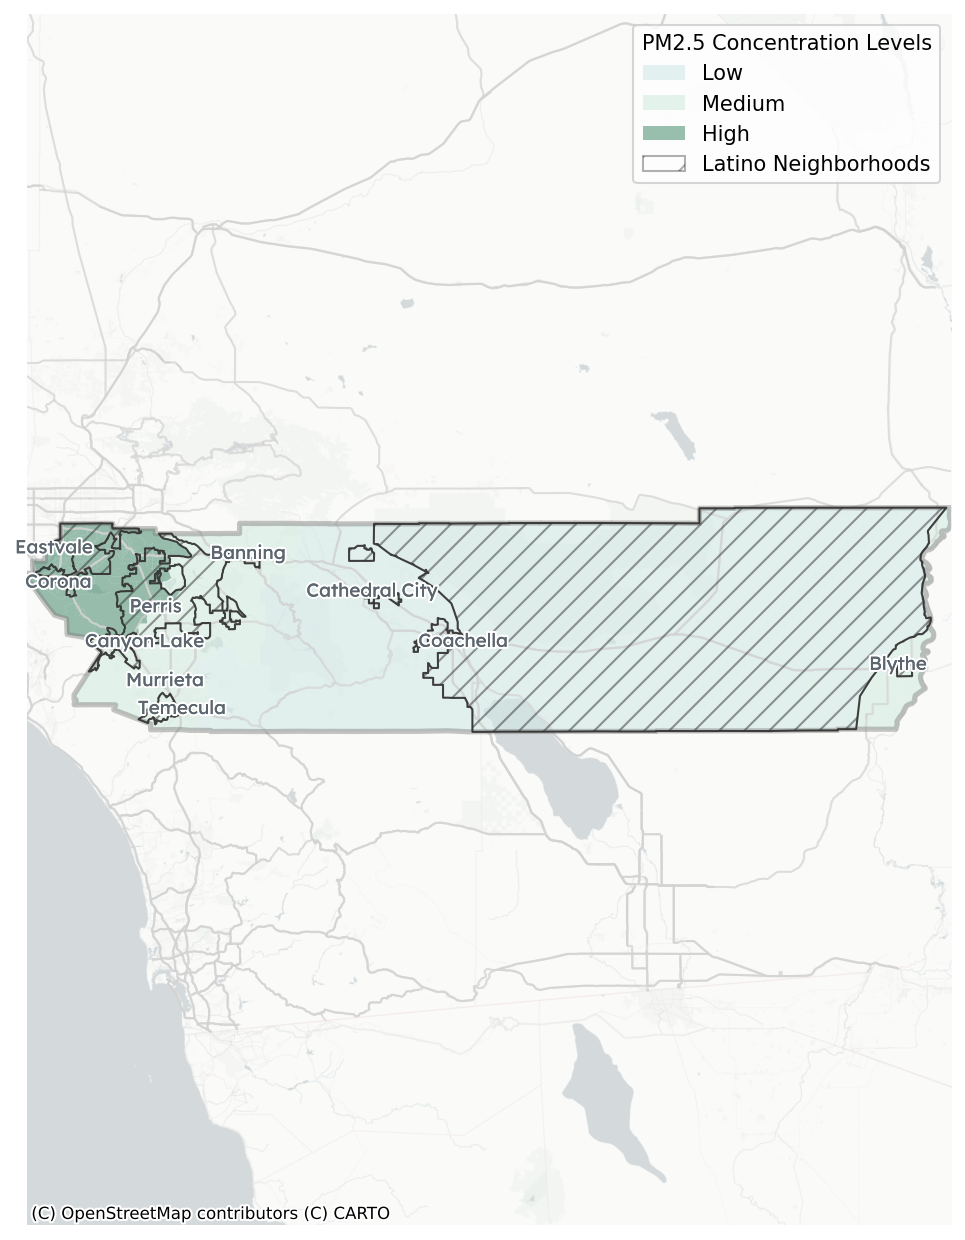 PM2.5 Concentration Levels
Low
Medium
High
Latino Neighborhoods
Eastvale
Banning
Corona
Cathedral City
Perris
Canyon Lake
Coachella
Blythe
Murrieta
Temecula
(C) OpenStreetMap contributors (C) CARTO